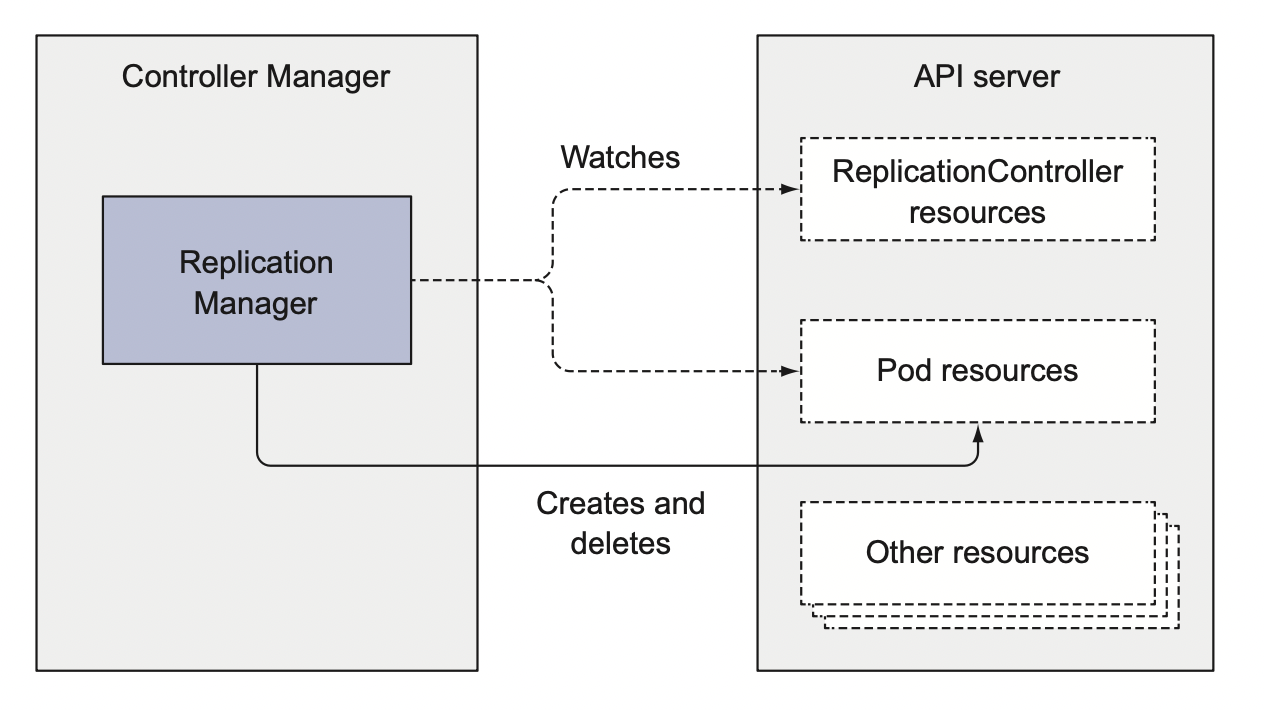 Controller Manager
API server
Watches
ReplicationController
resources
Replication
Manager
Pod resources
Creates and
deletes
Other resources